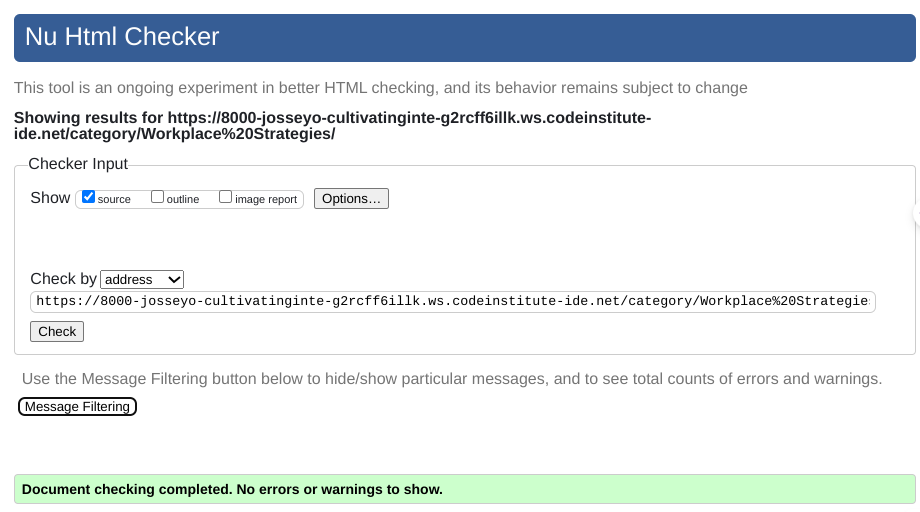 Nu Html Checker
This tool is an ongoing experiment in better HTML checking, and its behavior remains subject to change
Showing results for https://8000-josseyo-cultivatinginte-g2rcff6illk.ws.codeinstitute-
ide.net/category/Workplace%20Strategies/
Checker Input
Show source outline image report Options…
Check by address
https://8000-josseyo-cultivatinginte-g2rcff6illk.ws.codeinstitute-ide.net/category/Workplace%20Strategie
Check
Use the Message Filtering button below to hide/show particular messages, and to see total counts of errors and warnings.
Message Filtering
Document checking completed. No errors or warnings to show.